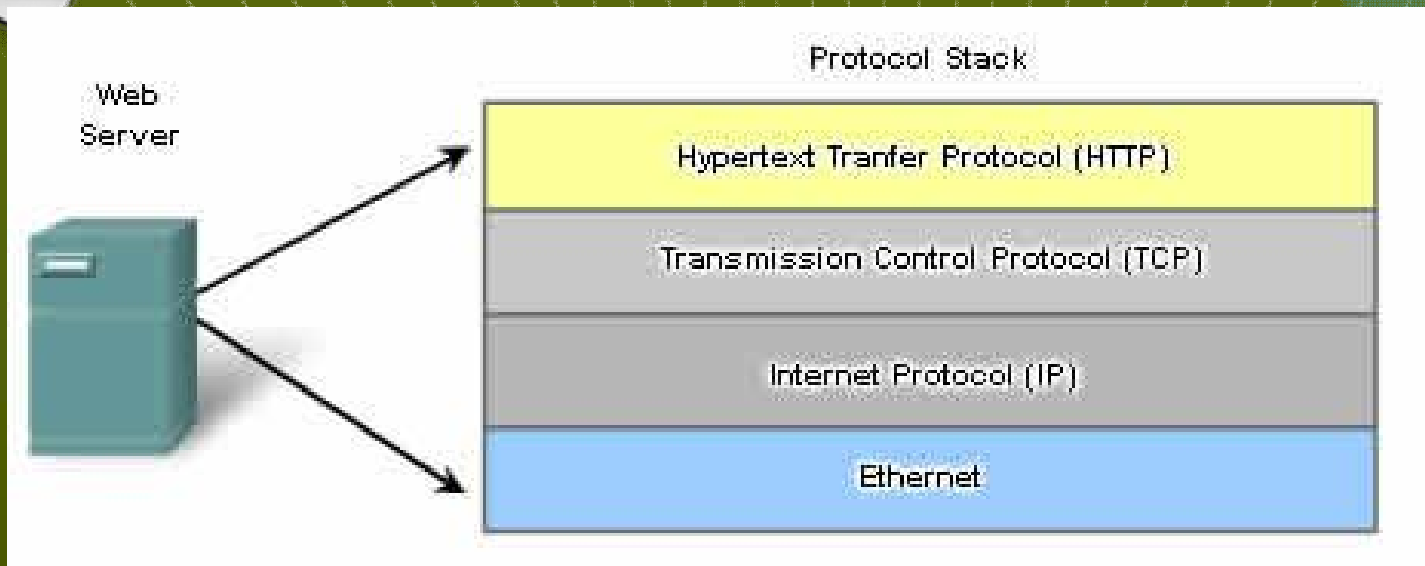 Protocol Stack
Web
Server
Hypertext Tranfer Protocol (HTTP)
Transmission Control Protocol (TCP)
Internet Protocol (IP)
Ethernet